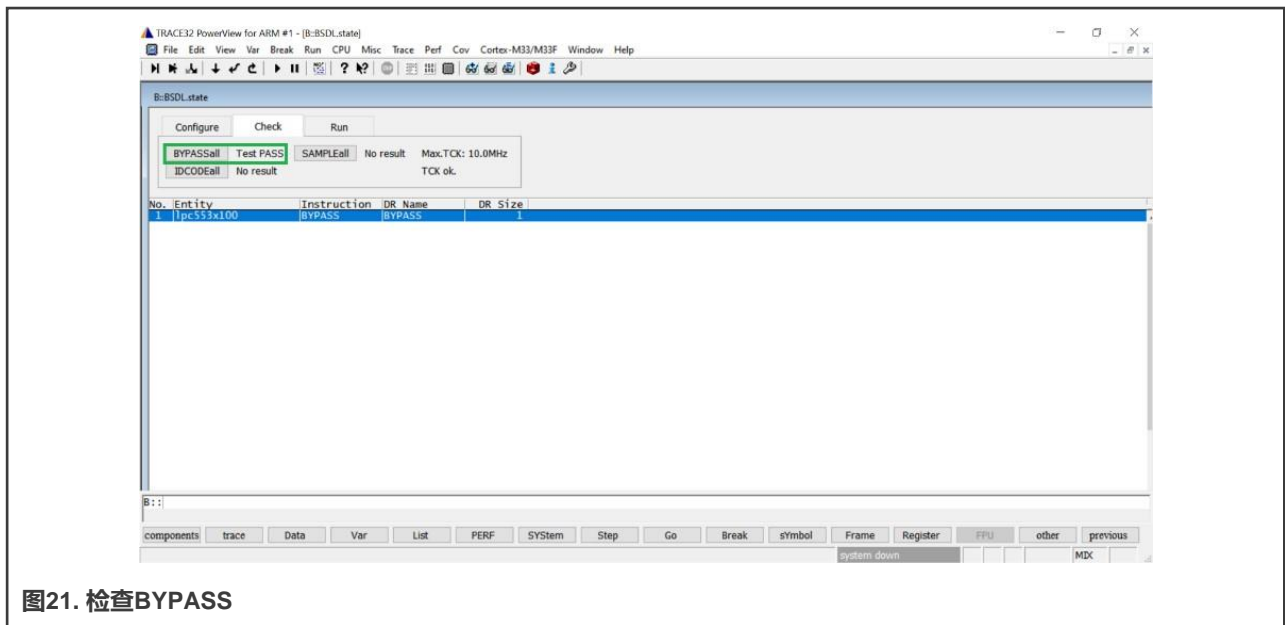 TRACE32 PowerView for ARM #1 - [B::BSDL.state]
File Edit View Var Break Run CPU Misc Trace Perf Cov Cortex-M33/M33F Window Help
B::BSDL.state
Configure Check Run
BYPASSall Test PASS SAMPLEall No result Max.TCK: 10.0MHz
IDCODEall No result TCK ok.
No. Entity Instruction DR Name DR Size
1 lpc553x100 BYPASS BYPASS 1
B::
components trace Data Var List PERF SYStem Step Go Break sYmbol Frame Register FPU other previous
system down MIX
图21. 检查BYPASS